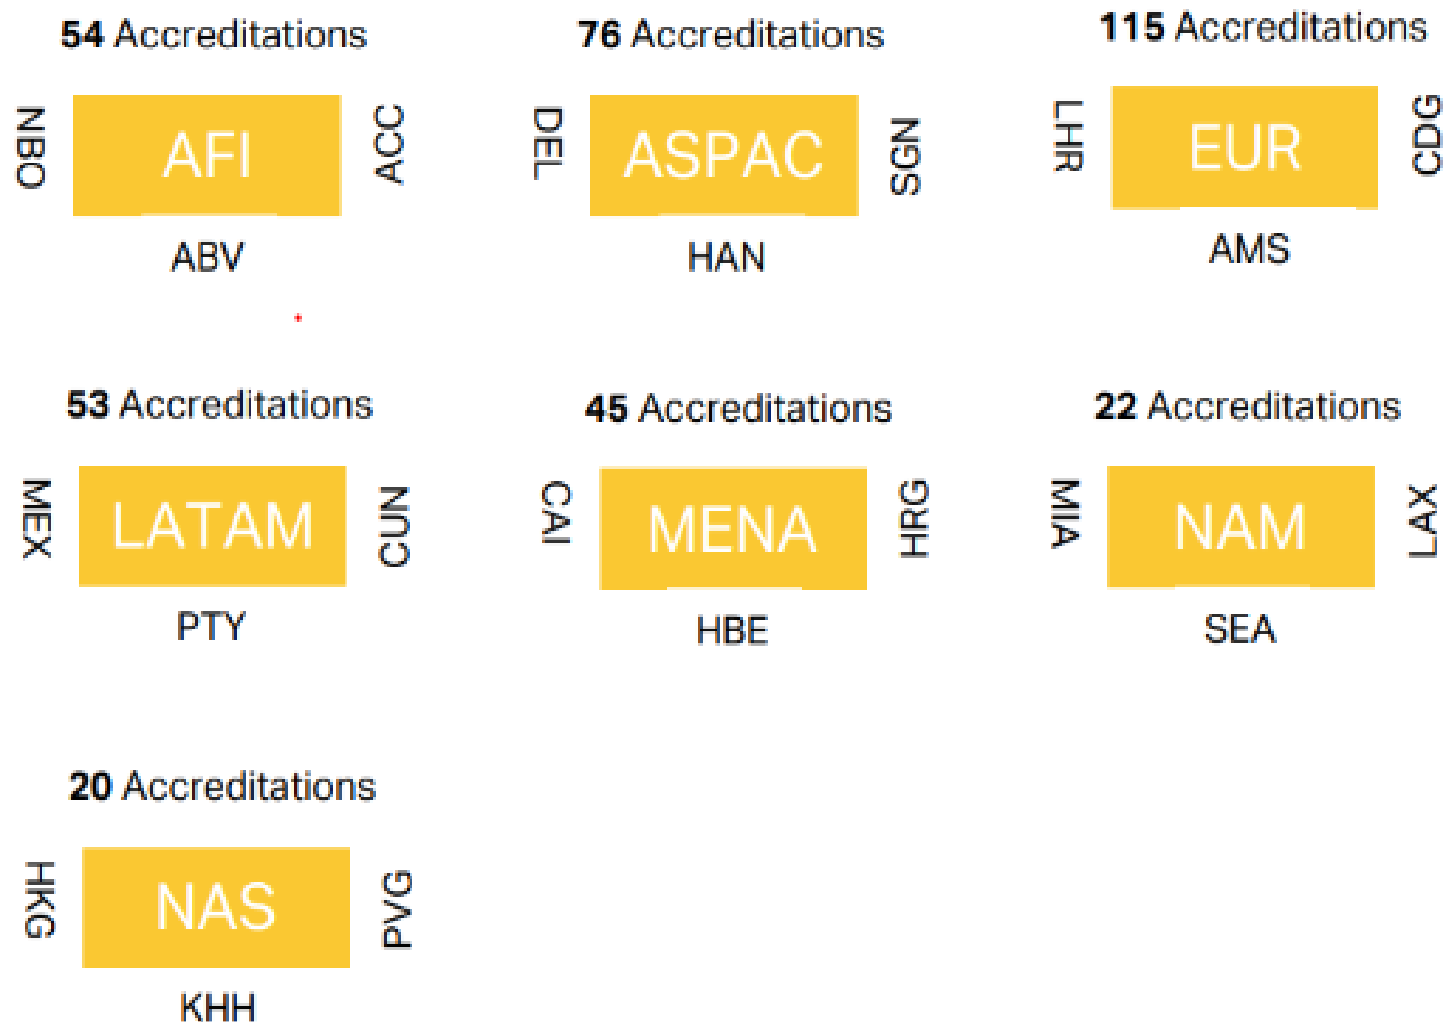 54 Accreditations
NBO
AFI
ACC
ABV
76 Accreditations
DEL
ASPAC
SGN
HAN
115 Accreditations
LHR
EUR
CDG
AMS
53 Accreditations
MEX
LATAM
CUN
PTY
45 Accreditations
CAI
MENA
HRG
HBE
22 Accreditations
MIA
NAM
LAX
SEA
20 Accreditations
HKG
NAS
PVG
KHH